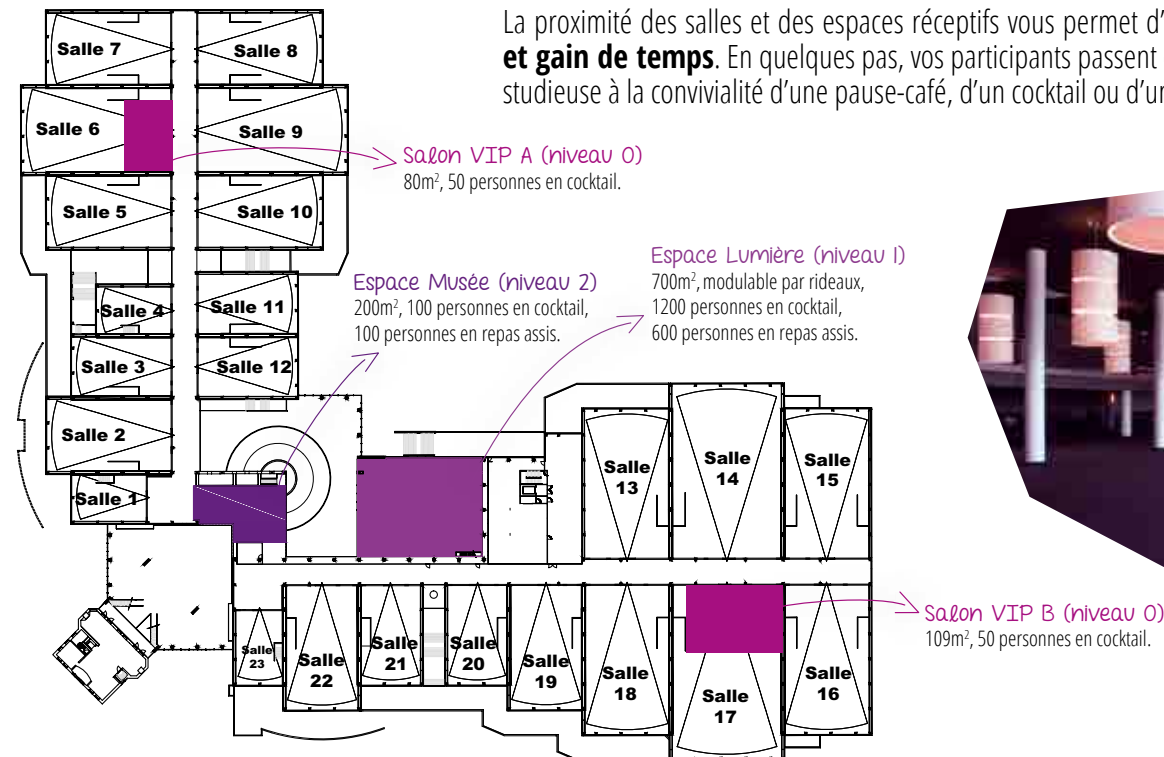 La proximité des salles et des espaces réceptifs vous permet d’
et gain de temps. En quelques pas, vos participants passent
studieuse à la convivialité d’une pause-café, d’un cocktail ou d’un
Salle 7
Salle 8
Salle 6
Salle 9
Salon VIP A (niveau 0)
80m², 50 personnes en cocktail.
Salle 5
Salle 10
Espace Musée (niveau 2)
200m², 100 personnes en cocktail,
100 personnes en repas assis.
Espace Lumière (niveau 1)
700m², modulable par rideaux,
1200 personnes en cocktail,
600 personnes en repas assis.
Salle 4
Salle 11
Salle 3
Salle 12
Salle 2
Salle 1
Salle
13
Salle
14
Salle
15
Salon VIP B (niveau 0)
109m², 50 personnes en cocktail.
Salle
23
Salle
22
Salle
21
Salle
20
Salle
19
Salle
18
Salle
17
Salle
16